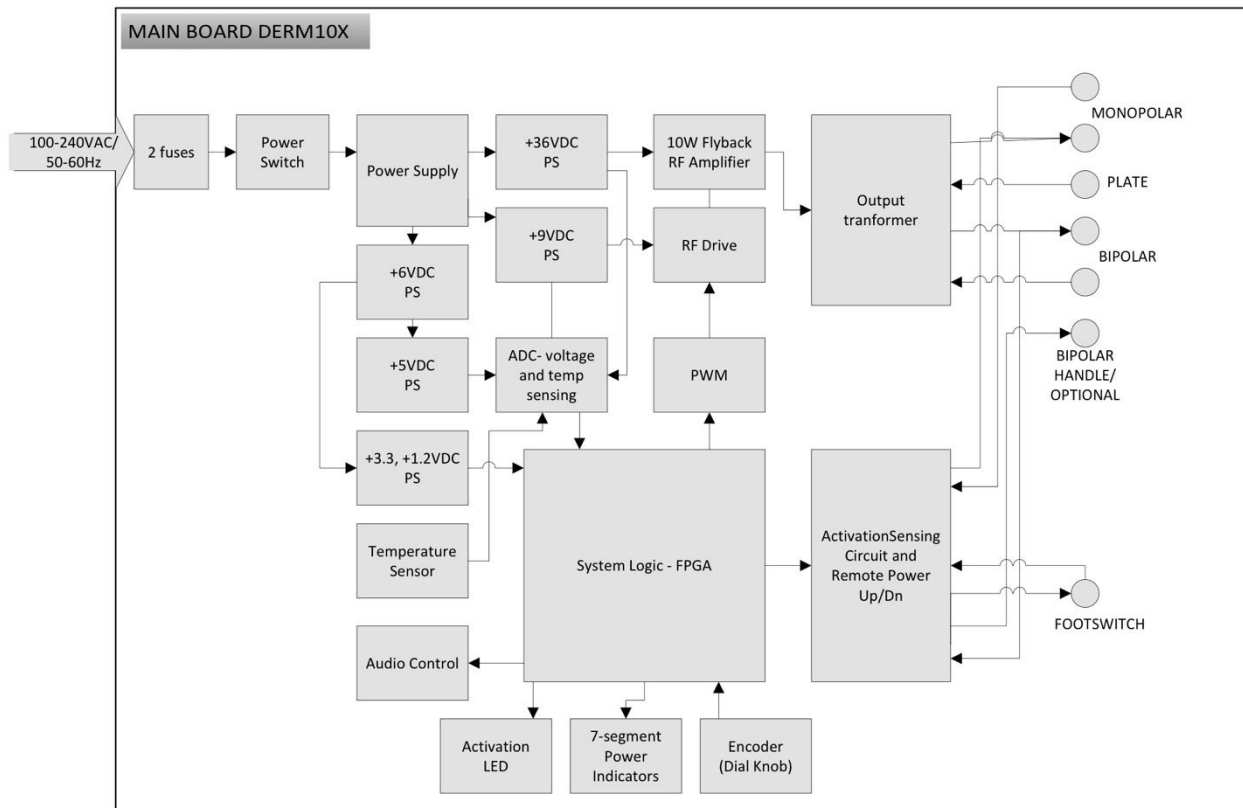 MAIN BOARD DERM10X
100-240VAC/
50-60Hz
2 fuses
Power
Switch
Power Supply
+36VDC
PS
10W Flyback
RF Amplifier
MONOPOLAR
PLATE
Output
tranformer
+9VDC
PS
RF Drive
BIPOLAR
+6VDC
PS
+5VDC
PS
ADC- voltage
and temp
sensing
PWM
BIPOLAR
HANDLE/
OPTIONAL
+3.3, +1.2VDC
PS
Temperature
Sensor
System Logic - FPGA
ActivationSensing
Circuit and
Remote Power
Up/Dn
FOOTSWITCH
Audio Control
Activation
LED
7-segment
Power
Indicators
Encoder
(Dial Knob)